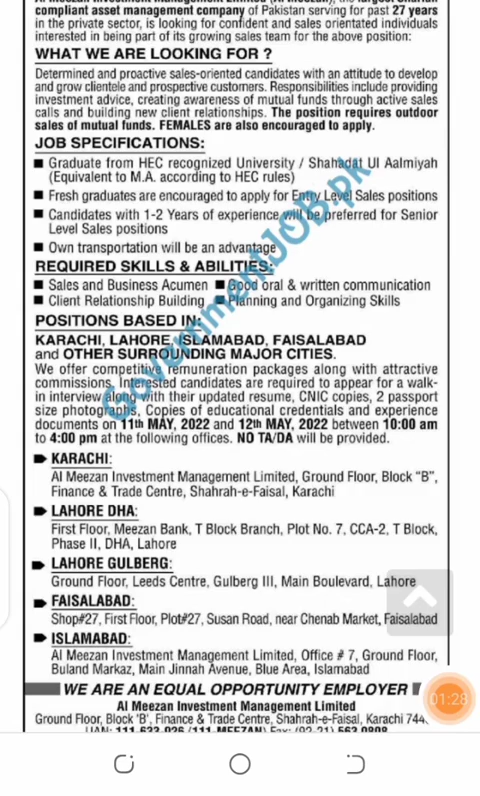 compliant asset management company of Pakistan serving for past 27 years
in the private sector, is looking for confident and sales orientated individuals
interested in being part of its growing sales team for the above position:
WHAT WE ARE LOOKING FOR ?
Determined and proactive sales-oriented candidates with an attitude to develop
and grow clientele and prospective customers. Responsibilities include providing
investment advice, creating awareness of mutual funds through active sales
calls and building new client relationships. The position requires outdoor
sales of mutual funds. FEMALES are also encouraged to apply.
JOB SPECIFICATIONS:
■ Graduate from HEC recognized University / Shahadat Ul Aalmiyah
(Equivalent to M.A. according to HEC rules)
■ Fresh graduates are encouraged to apply for Entry Level Sales positions
■ Candidates with 1-2 Years of experience will be preferred for Senior
Level Sales positions
■ Own transportation will be an advantage
REQUIRED SKILLS & ABILITIES:
■ Sales and Business Acumen ■ Good oral & written communication
■ Client Relationship Building ■ Planning and Organizing Skills
POSITIONS BASED IN:
KARACHI, LAHORE, ISLAMABAD, FAISALABAD
and OTHER SURROUNDING MAJOR CITIES.
We offer competitive remuneration packages along with attractive
commissions. Interested candidates are required to appear for a walk-
in interview along with their updated resume, CNIC copies, 2 passport
size photographs, Copies of educational credentials and experience
documents on 11th MAY, 2022 and 12th MAY, 2022 between 10:00 am
to 4:00 pm at the following offices. NO TA/DA will be provided.
KARACHI:
Al Meezan Investment Management Limited, Ground Floor, Block "B",
Finance & Trade Centre, Shahrah-e-Faisal, Karachi
LAHORE DHA:
First Floor, Meezan Bank, T Block Branch, Plot No. 7, CCA-2, T Block,
Phase II, DHA, Lahore
LAHORE GULBERG:
Ground Floor, Leeds Centre, Gulberg III, Main Boulevard, Lahore
FAISALABAD:
Shop#27, First Floor, Plot#27, Susan Road, near Chenab Market, Faisalabad
ISLAMABAD:
Al Meezan Investment Management Limited, Office # 7, Ground Floor,
Buland Markaz, Main Jinnah Avenue, Blue Area, Islamabad
WE ARE AN EQUAL OPPORTUNITY EMPLOYER
Al Meezan Investment Management Limited
Ground Floor, Block 'B', Finance & Trade Centre, Shahrah-e-Faisal, Karachi 744
GovernmentJOB.pk
01:28